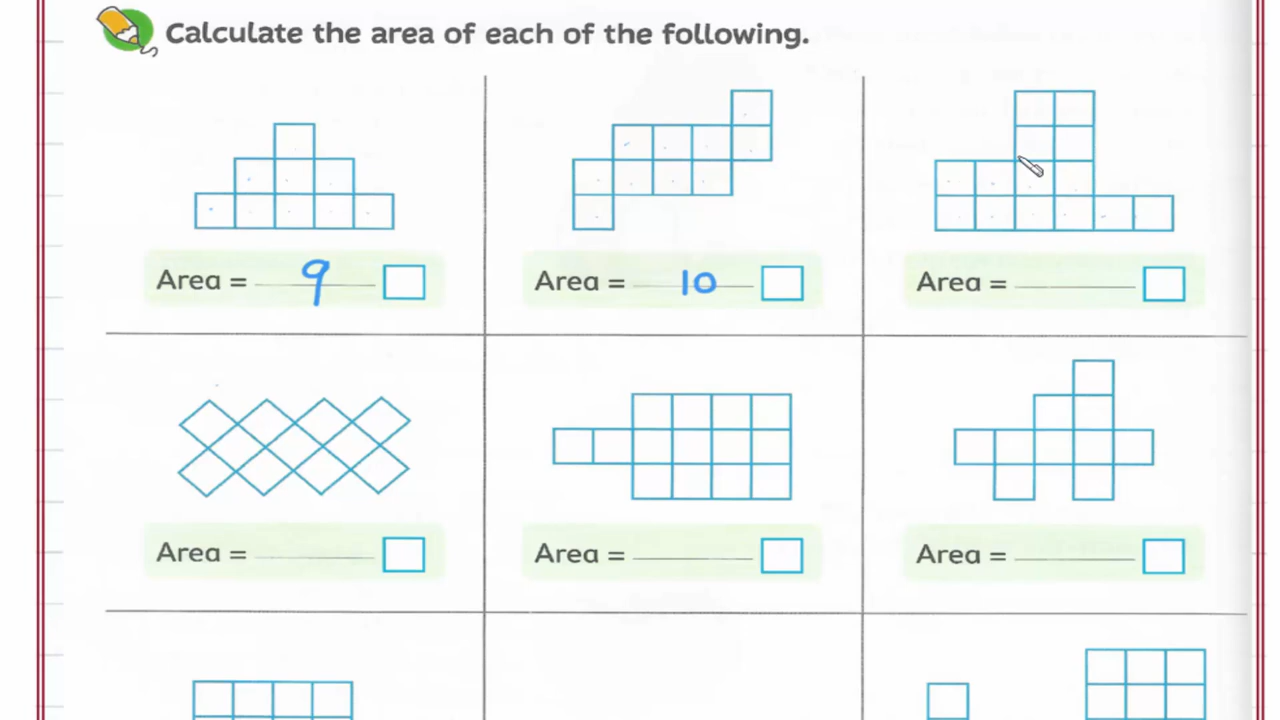 Calculate the area of each of the following.
Area = 9
Area = 10
Area =
Area =
Area =
Area =